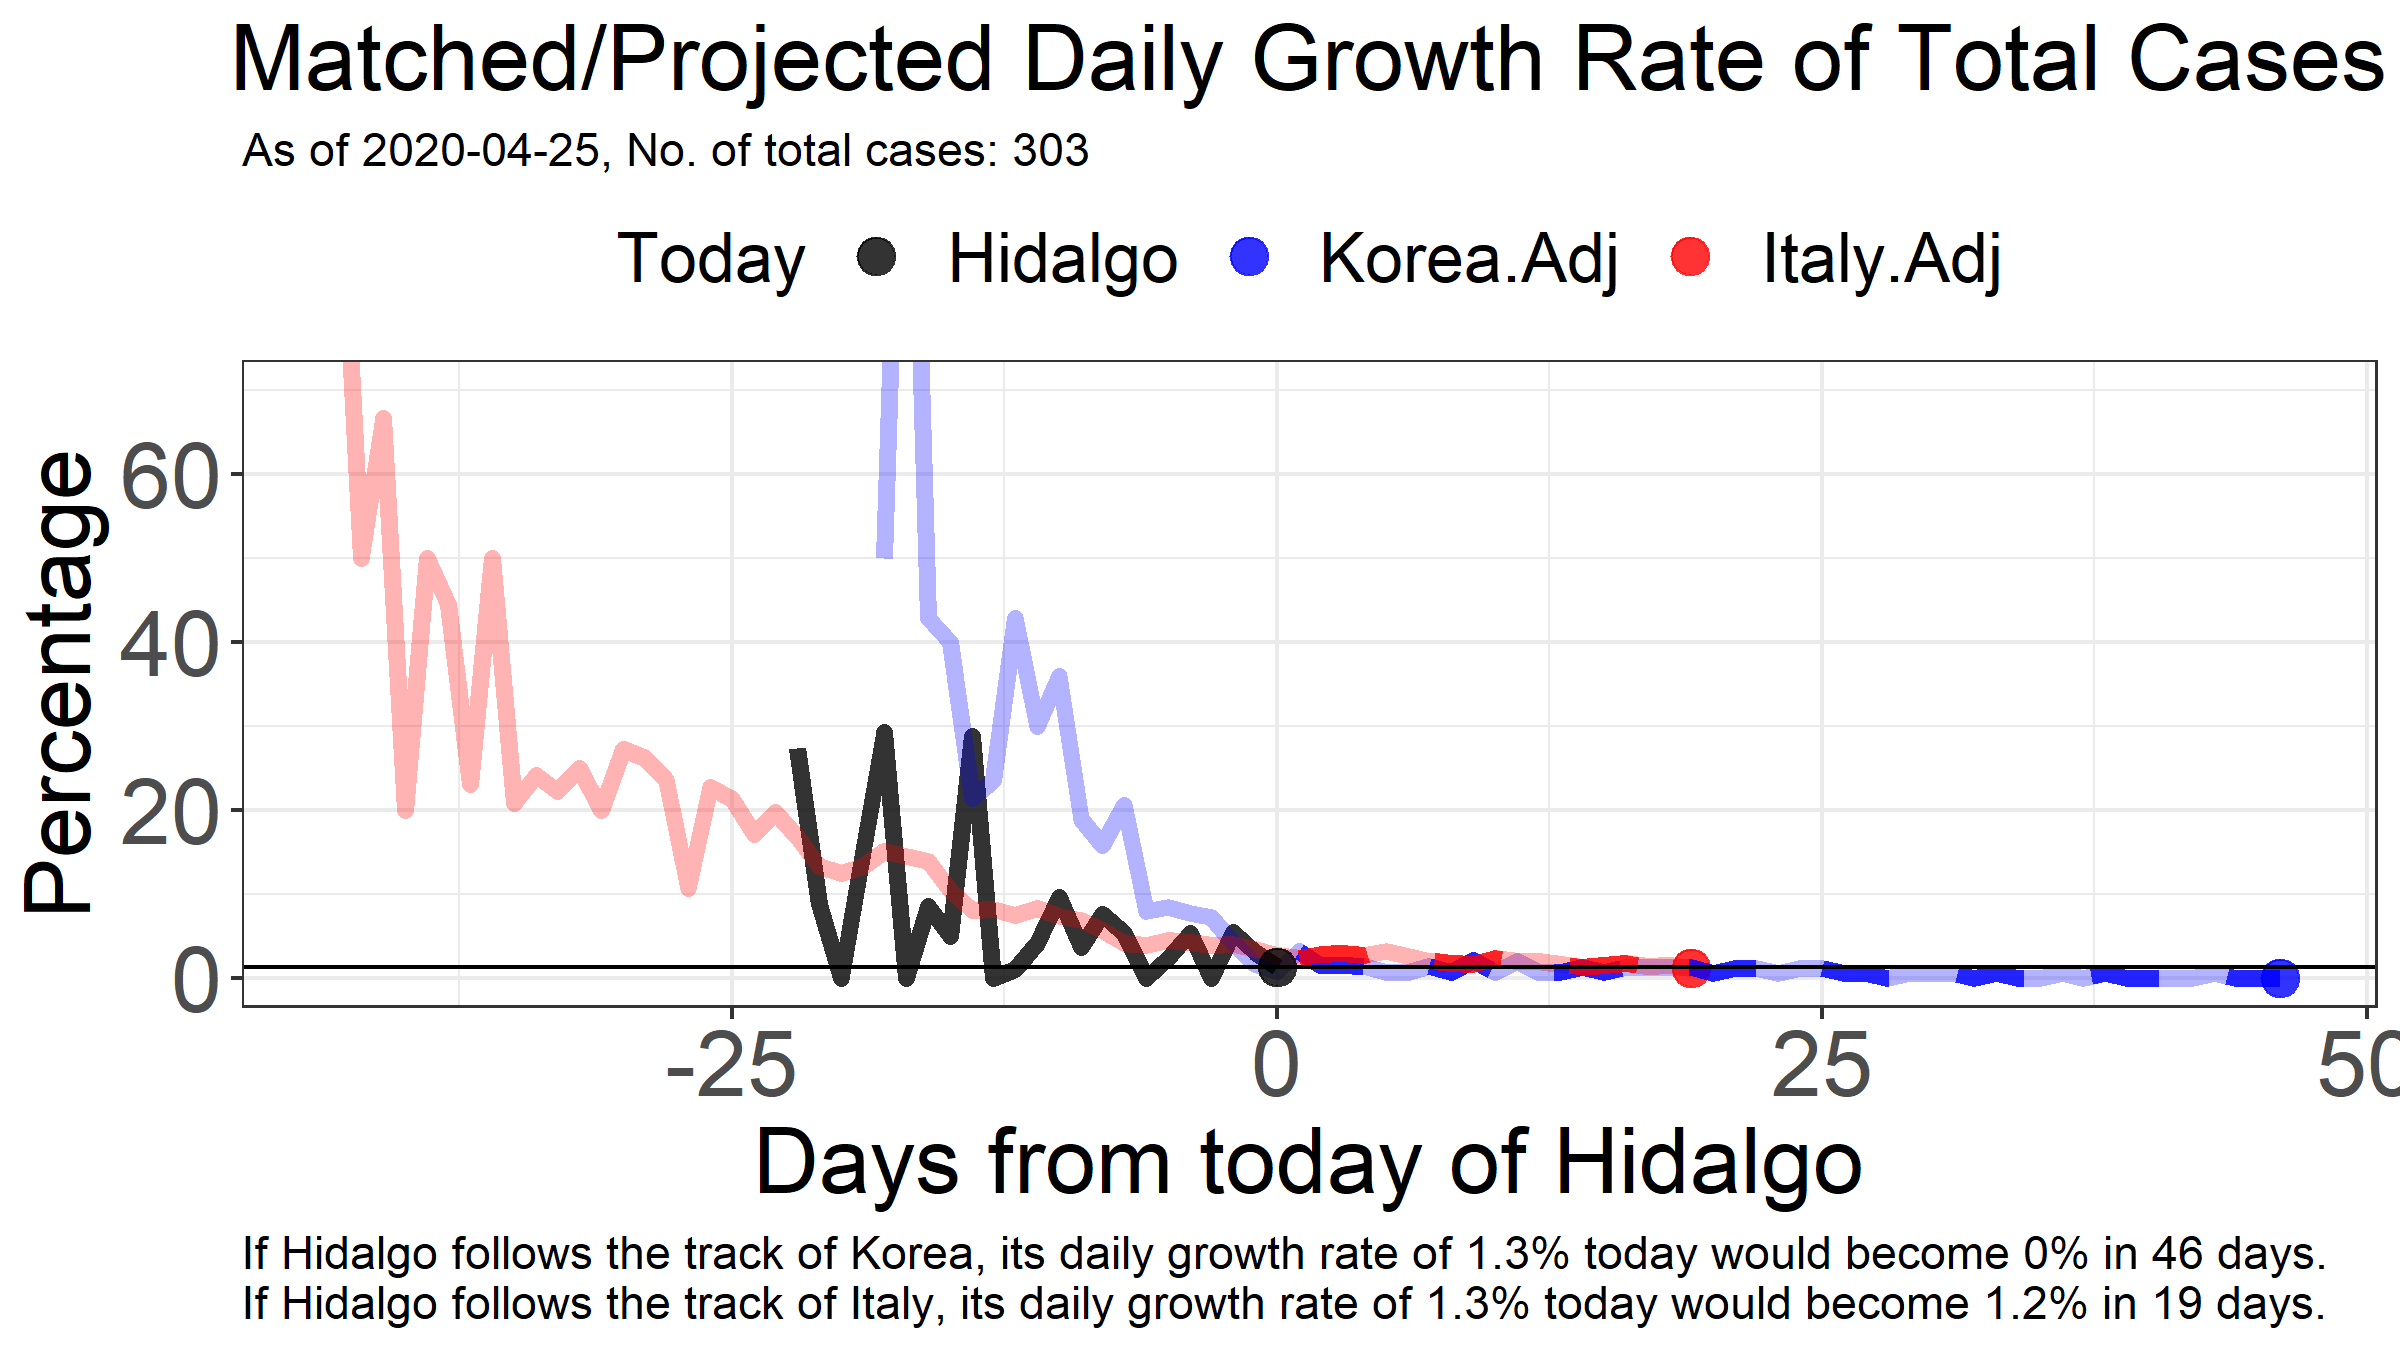 Matched/Projected Daily Growth Rate of Total Cases
As of 2020-04-25, No. of total cases: 303
Today Hidalgo Korea.Adj Italy.Adj
Percentage
60
40
20
0
-25 0 25 50
Days from today of Hidalgo
If Hidalgo follows the track of Korea, its daily growth rate of 1.3% today would become 0% in 46 days.
If Hidalgo follows the track of Italy, its daily growth rate of 1.3% today would become 1.2% in 19 days.